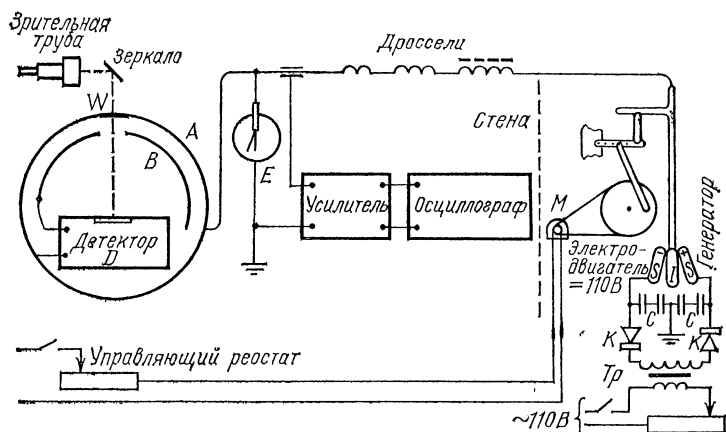 Зрительная
труба
Зеркало
W
A
B
Детектор
D
E
Дроссели
Стена
Усилитель
Осциллограф
M
Электро-
двигатель
=110В
Генератор
S
−
I
+
S
C
C
K
K
Тр
~110В
Управляющий реостат